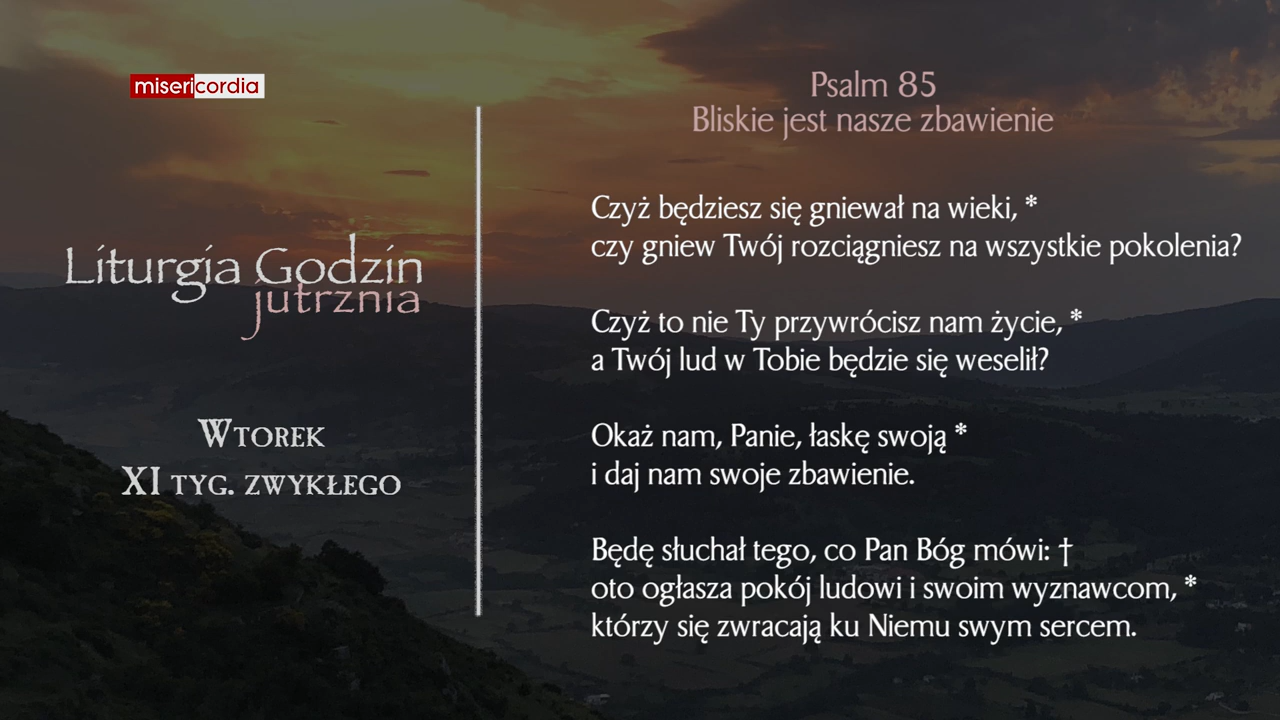 misericordia
Liturgia Godzin
jutrznia
Wtorek
XI tyg. zwykłego
Psalm 85
Bliskie jest nasze zbawienie
Czyż będziesz się gniewał na wieki, *
czy gniew Twój rozciągniesz na wszystkie pokolenia?
Czyż to nie Ty przywrócisz nam życie, *
a Twój lud w Tobie będzie się weselił?
Okaż nam, Panie, łaskę swoją *
i daj nam swoje zbawienie.
Będę słuchał tego, co Pan Bóg mówi: †
oto ogłasza pokój ludowi i swoim wyznawcom, *
którzy się zwracają ku Niemu swym sercem.